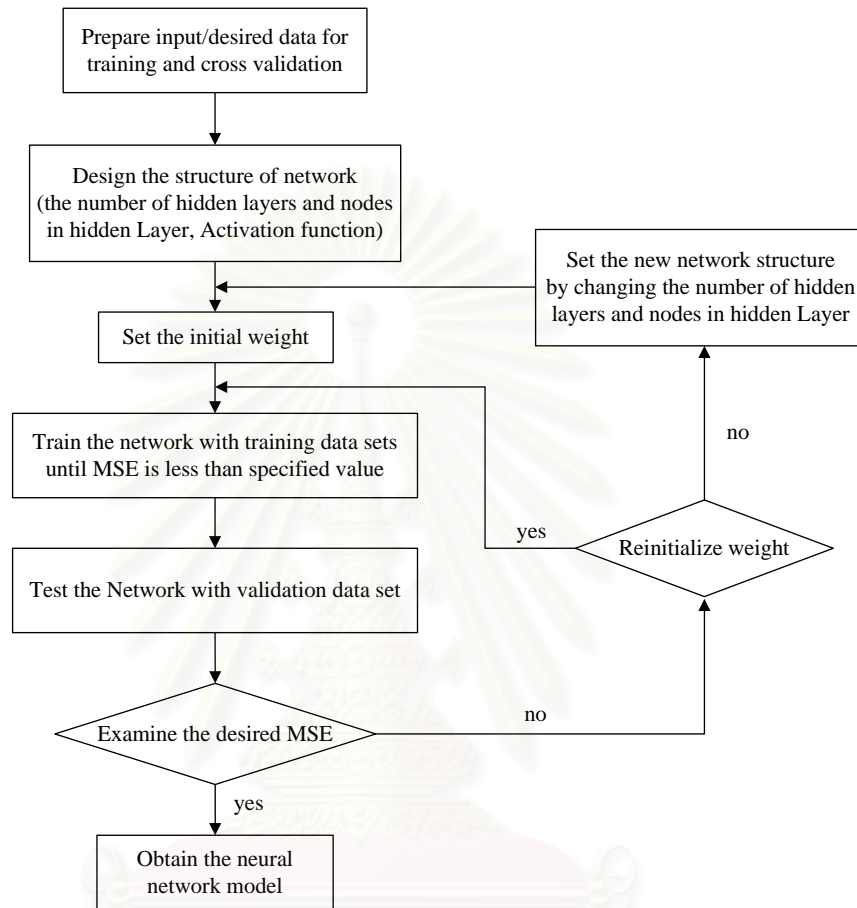 Prepare input/desired data for
training and cross validation
Design the structure of network
(the number of hidden layers and nodes
in hidden Layer, Activation function)
Set the new network structure
by changing the number of hidden
layers and nodes in hidden Layer
Set the initial weight
no
Train the network with training data sets
until MSE is less than specified value
yes
Reinitialize weight
Test the Network with validation data set
no
Examine the desired MSE
yes
Obtain the neural
network model